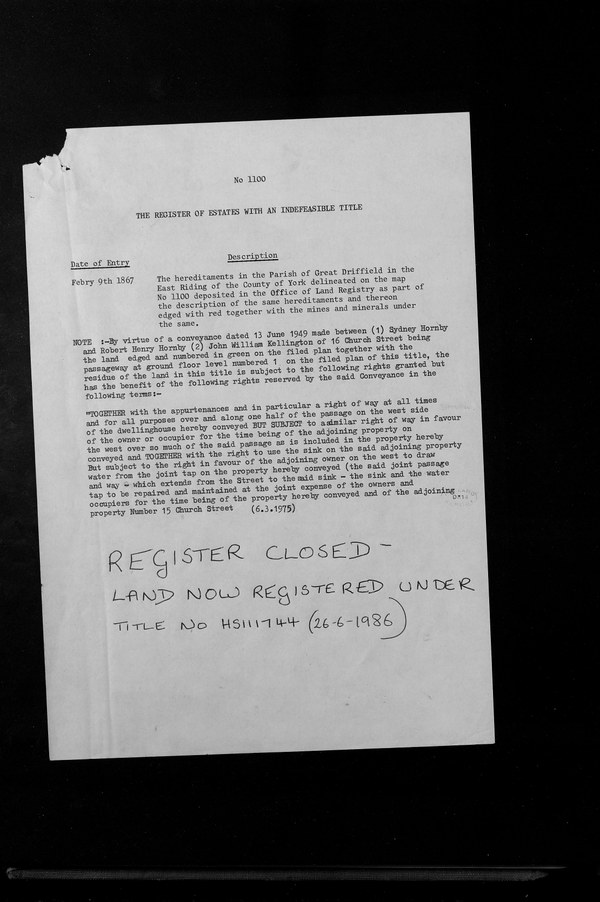 No 1100
THE REGISTER OF ESTATES WITH AN INDEFEASIBLE TITLE
Date of Entry
Description
Febry 9th 1867
The hereditaments in the Parish of Great Driffield in the
East Riding of the County of York delineated on the map
No 1100 deposited in the Office of Land Registry as part of
the description of the same hereditaments and thereon
edged with red together with the mines and minerals under
the same.
NOTE :-By virtue of a conveyance dated 13 June 1949 made between (1) Sydney Hornby
and Robert Henry Hornby (2) John William Kellington of 16 Church Street being
the land edged and numbered in green on the filed plan together with the
passageway at ground floor level numbered 1 on the filed plan of this title, the
residue of the land in this title is subject to the following rights granted but
has the benefit of the following rights reserved by the said Conveyance in the
following terms:-
"TOGETHER with the appurtenances and in particular a right of way at all times
and for all purposes over and along one half of the passage on the west side
of the dwellinghouse hereby conveyed BUT SUBJECT to a similar right of way in favour
of the owner or occupier for the time being of the adjoining property on
the west over so much of the said passage as is included in the property hereby
conveyed and TOGETHER with the right to use the sink on the said adjoining property
But subject to the right in favour of the adjoining owner on the west to draw
water from the joint tap on the property hereby conveyed (the said joint passage
and way - which extends from the Street to the said sink - the sink and the water
tap to be repaired and maintained at the joint expense of the owners and
occupiers for the time being of the property hereby conveyed and of the adjoining
property Number 15 Church Street (6.3.1975)
REGISTER CLOSED -
LAND NOW REGISTERED UNDER
TITLE NO HS111744 (26-6-1986)